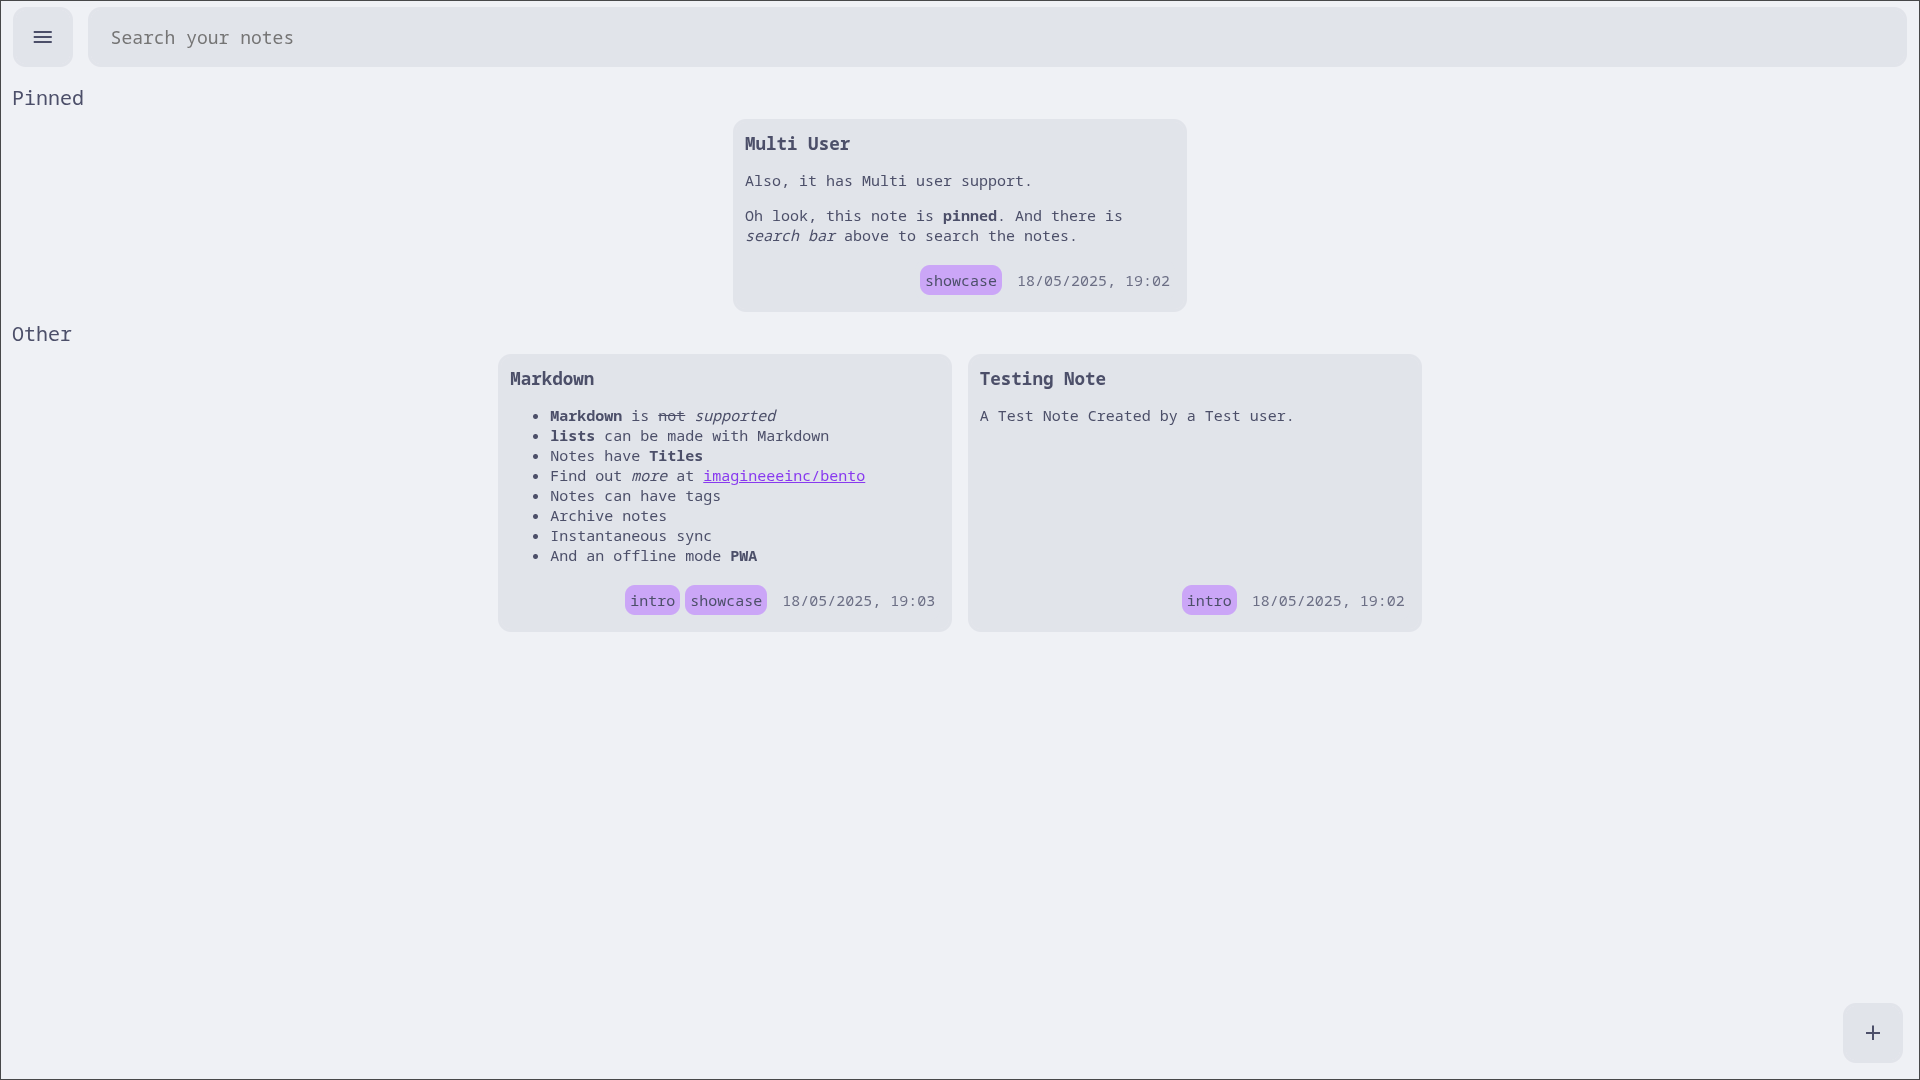 Search your notes
Pinned
Multi User
Also, it has Multi user support.
Oh look, this note is pinned. And there is
search bar above to search the notes.
showcase 18/05/2025, 19:02
Other
Markdown
• Markdown is not supported
• lists can be made with Markdown
• Notes have Titles
• Find out more at imagineeeinc/bento
• Notes can have tags
• Archive notes
• Instantaneous sync
• And an offline mode PWA
intro showcase 18/05/2025, 19:03
Testing Note
A Test Note Created by a Test user.
intro 18/05/2025, 19:02